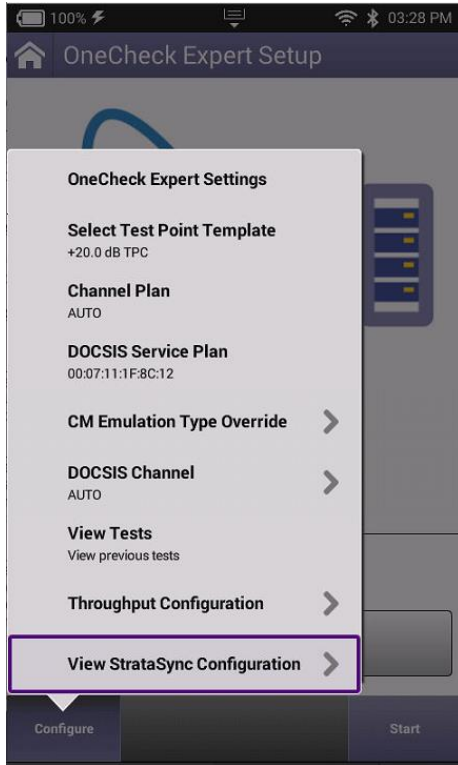 100% 03:28 PM
OneCheck Expert Setup
OneCheck Expert Settings
Select Test Point Template
+20.0 dB TPC
Channel Plan
AUTO
DOCSIS Service Plan
00:07:11:1F:8C:12
CM Emulation Type Override
DOCSIS Channel
AUTO
View Tests
View previous tests
Throughput Configuration
View StrataSync Configuration
Configure Start